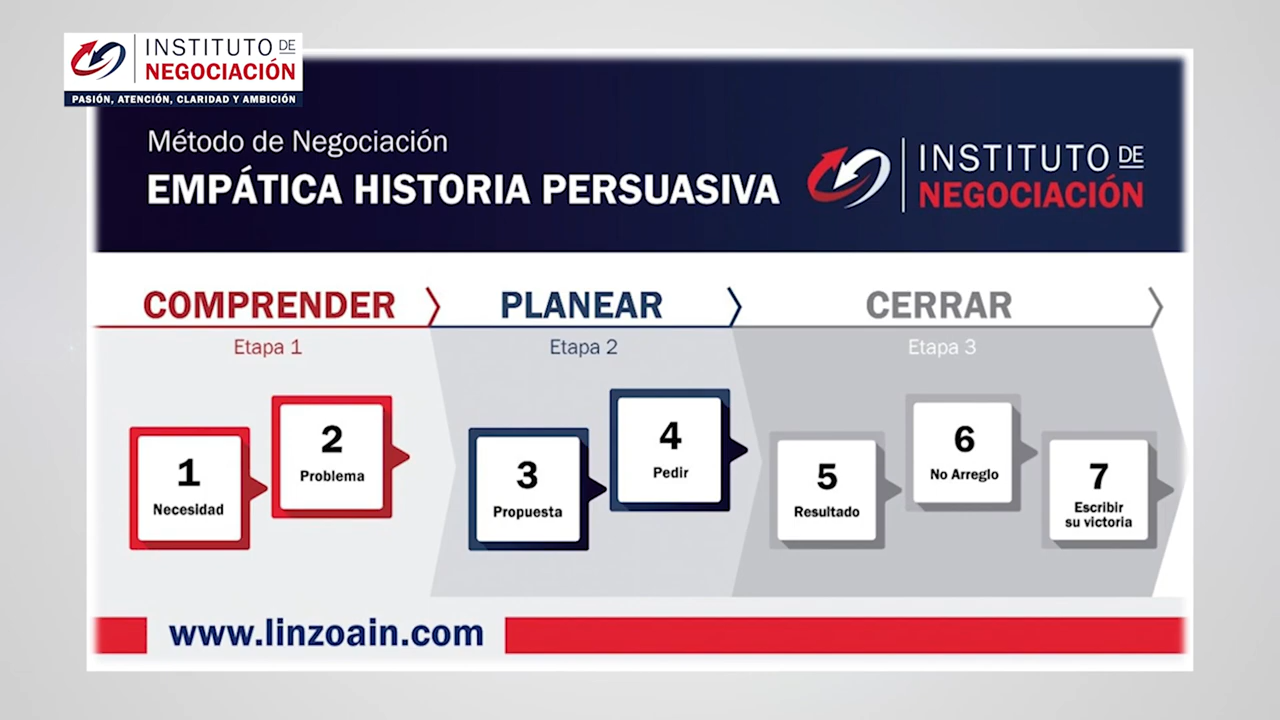 INSTITUTO DE
NEGOCIACIÓN
PASIÓN, ATENCIÓN, CLARIDAD Y AMBICIÓN
Método de Negociación
EMPÁTICA HISTORIA PERSUASIVA
INSTITUTO DE
NEGOCIACIÓN
COMPRENDER
Etapa 1
PLANEAR
Etapa 2
CERRAR
Etapa 3
1
Necesidad
2
Problema
3
Propuesta
4
Pedir
5
Resultado
6
No Arreglo
7
Escribir
su victoria
www.linzoain.com